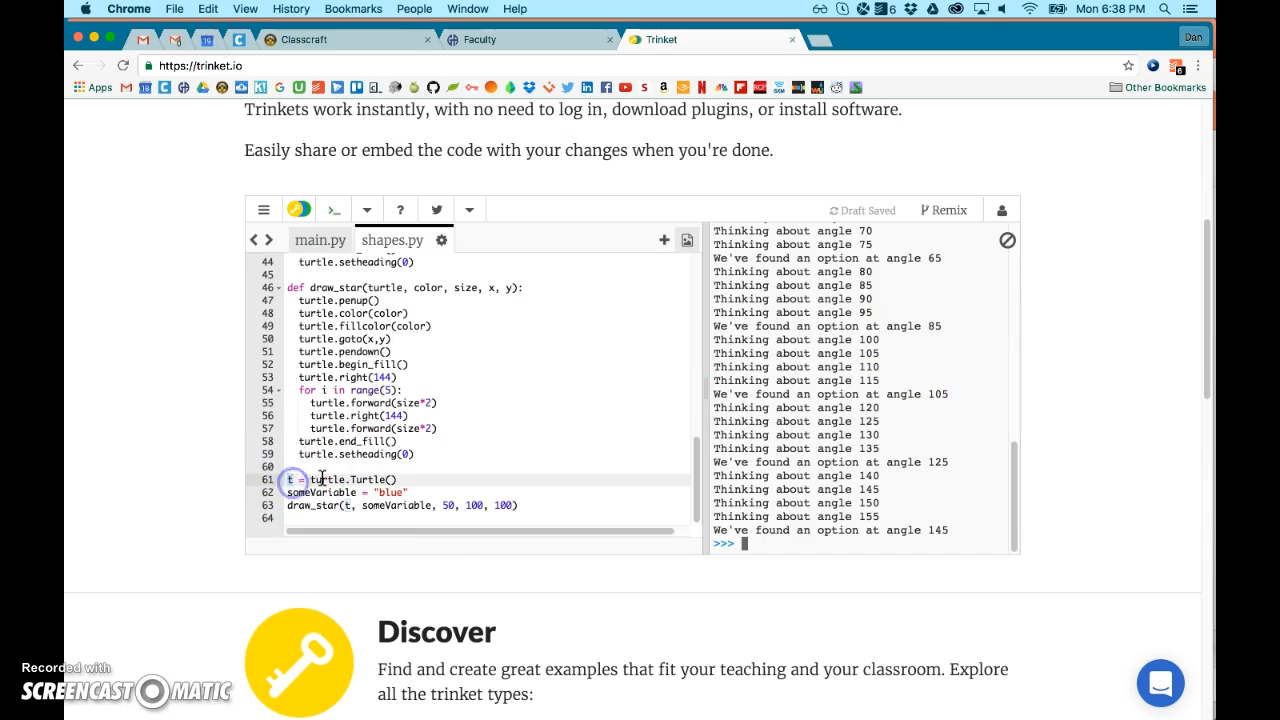 Chrome File Edit View History Bookmarks People Window Help 6 Mon 6:38 PM
Classcraft × Faculty × Trinket × Dan
https://trinket.io
Apps Other Bookmarks
Trinkets work instantly, with no need to log in, download plugins, or install software.
Easily share or embed the code with your changes when you're done.
>_ ? Draft Saved Remix
main.py shapes.py +
44 turtle.setheading(0)
45
46 def draw_star(turtle, color, size, x, y):
47 turtle.penup()
48 turtle.color(color)
49 turtle.fillcolor(color)
50 turtle.goto(x,y)
51 turtle.pendown()
52 turtle.begin_fill()
53 turtle.right(144)
54 for i in range(5):
55 turtle.forward(size*2)
56 turtle.right(144)
57 turtle.forward(size*2)
58 turtle.end_fill()
59 turtle.setheading(0)
60
61 t = turtle.Turtle()
62 someVariable = "blue"
63 draw_star(t, someVariable, 50, 100, 100)
64
Thinking about angle 70
Thinking about angle 75
We've found an option at angle 65
Thinking about angle 80
Thinking about angle 85
Thinking about angle 90
Thinking about angle 95
We've found an option at angle 85
Thinking about angle 100
Thinking about angle 105
Thinking about angle 110
Thinking about angle 115
We've found an option at angle 105
Thinking about angle 120
Thinking about angle 125
Thinking about angle 130
Thinking about angle 135
We've found an option at angle 125
Thinking about angle 140
Thinking about angle 145
Thinking about angle 150
Thinking about angle 155
We've found an option at angle 145
>>>
Discover
Find and create great examples that fit your teaching and your classroom. Explore
all the trinket types:
Recorded with
SCREENCAST-O-MATIC